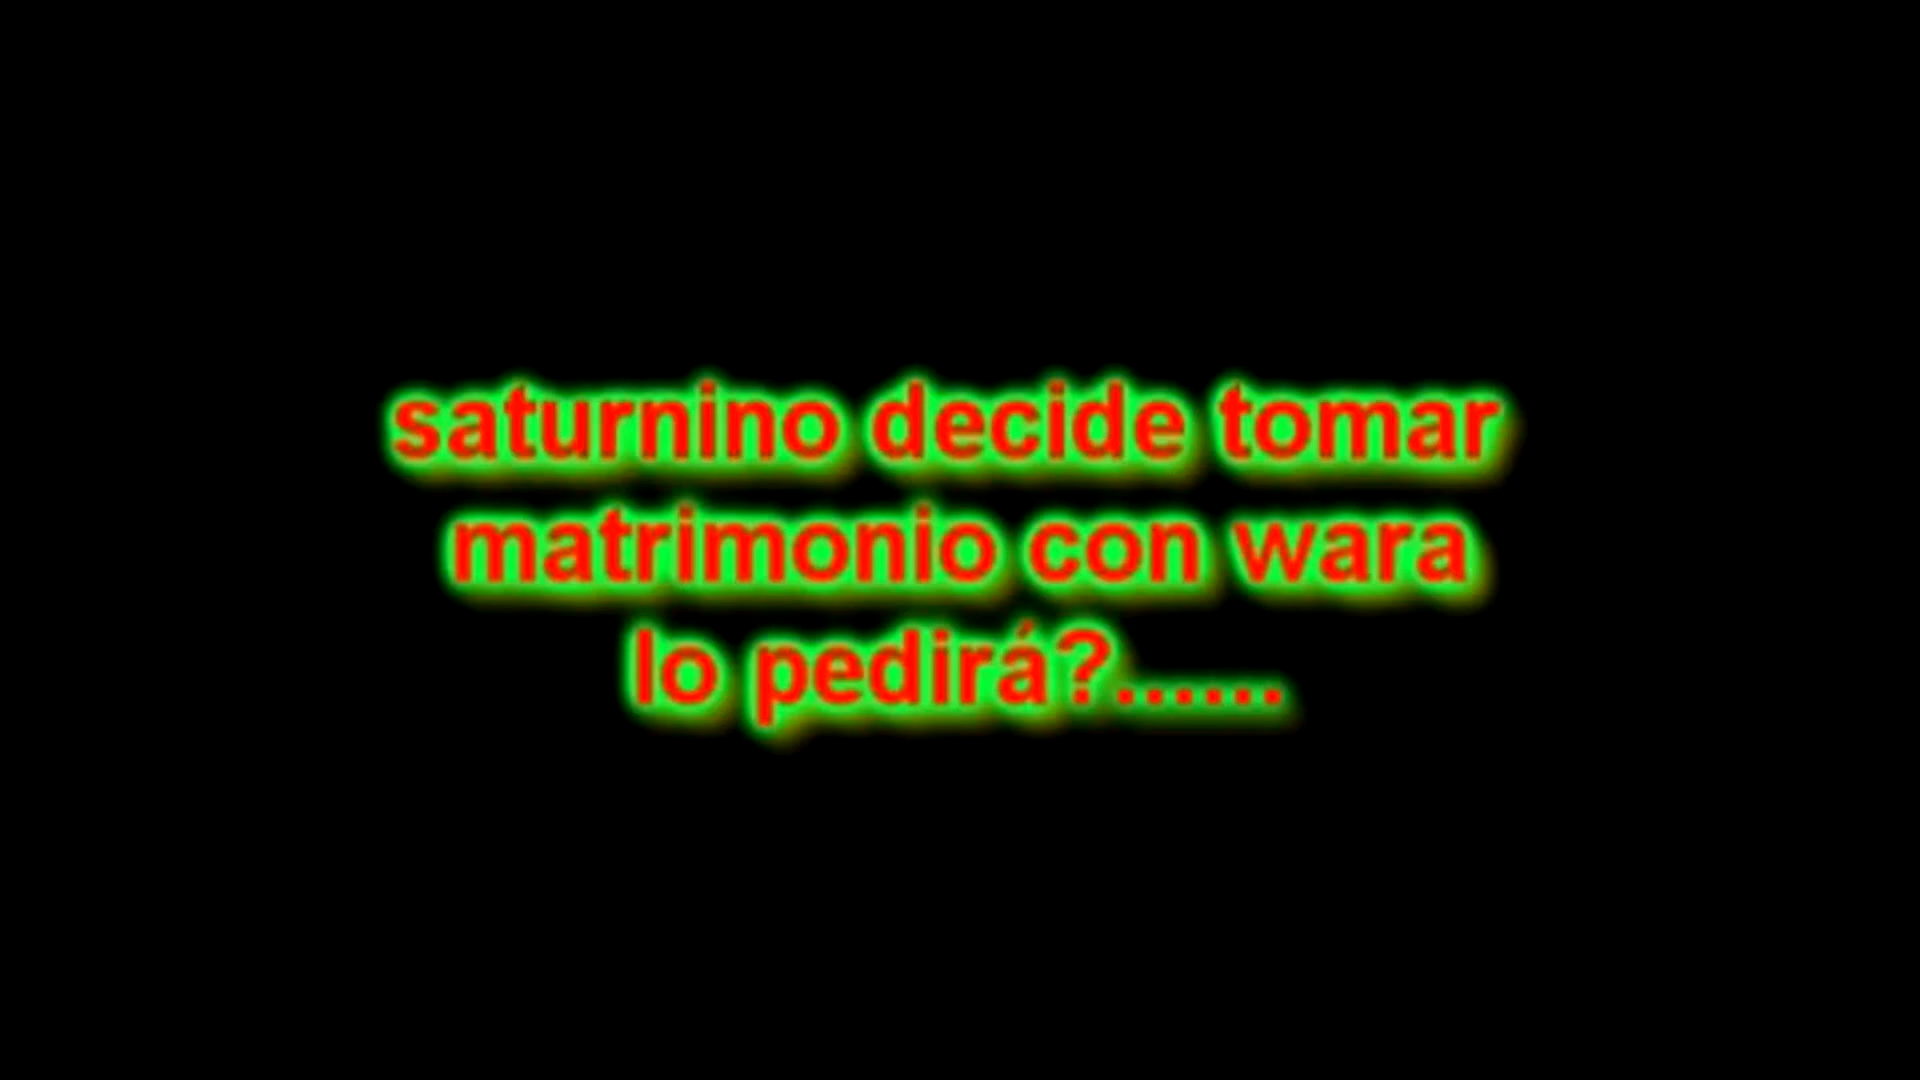 saturnino decide tomar
matrimonio con wara
lo pedirá?......